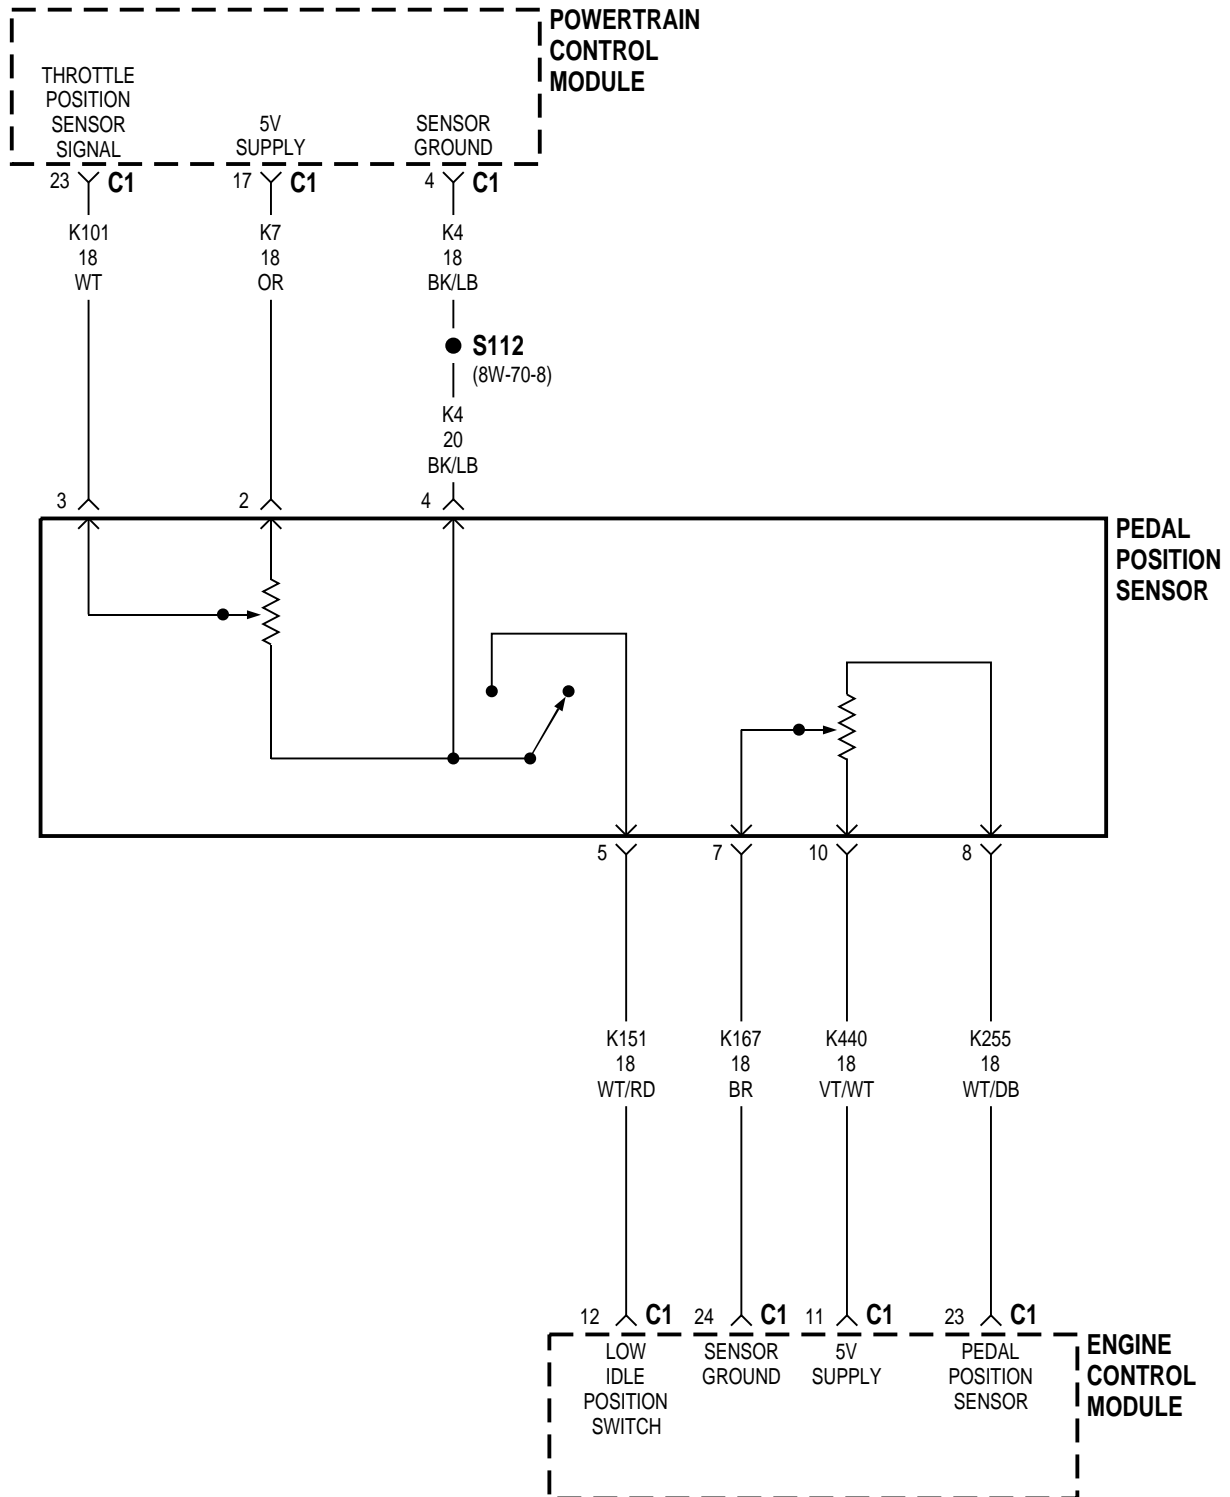 POWERTRAIN
CONTROL
MODULE
THROTTLE
POSITION
SENSOR
SIGNAL
5V
SUPPLY
SENSOR
GROUND
23 C1
17 C1
4 C1
K101
18
WT
K7
18
OR
K4
18
BK/LB
S112
(8W-70-8)
K4
20
BK/LB
3
2
4
PEDAL
POSITION
SENSOR
5
7
10
8
K151
18
WT/RD
K167
18
BR
K440
18
VT/WT
K255
18
WT/DB
12 C1
24 C1
11 C1
23 C1
LOW
IDLE
POSITION
SWITCH
SENSOR
GROUND
5V
SUPPLY
PEDAL
POSITION
SENSOR
ENGINE
CONTROL
MODULE